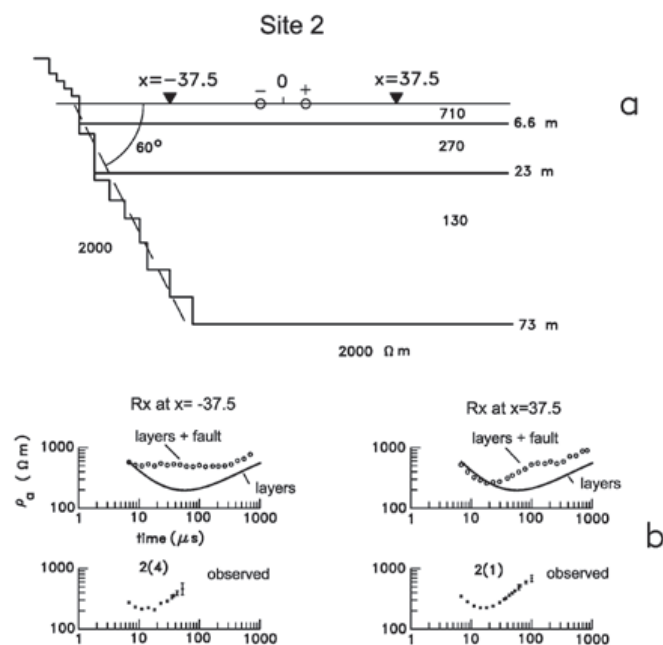 Site 2
x=−37.5 − 0 + x=37.5
a
710
6.6 m
60° 270
23 m
130
2000
73 m
2000 Ωm
Rx at x= -37.5 Rx at x=37.5
ρa (Ωm)
1000 layers + fault 1000 layers + fault
layers layers
100 100
1 10 100 1000 1 10 100 1000
time (μs)
b
1000 2(4) observed 1000 2(1) observed
100 100
1 10 100 1000 1 10 100 1000